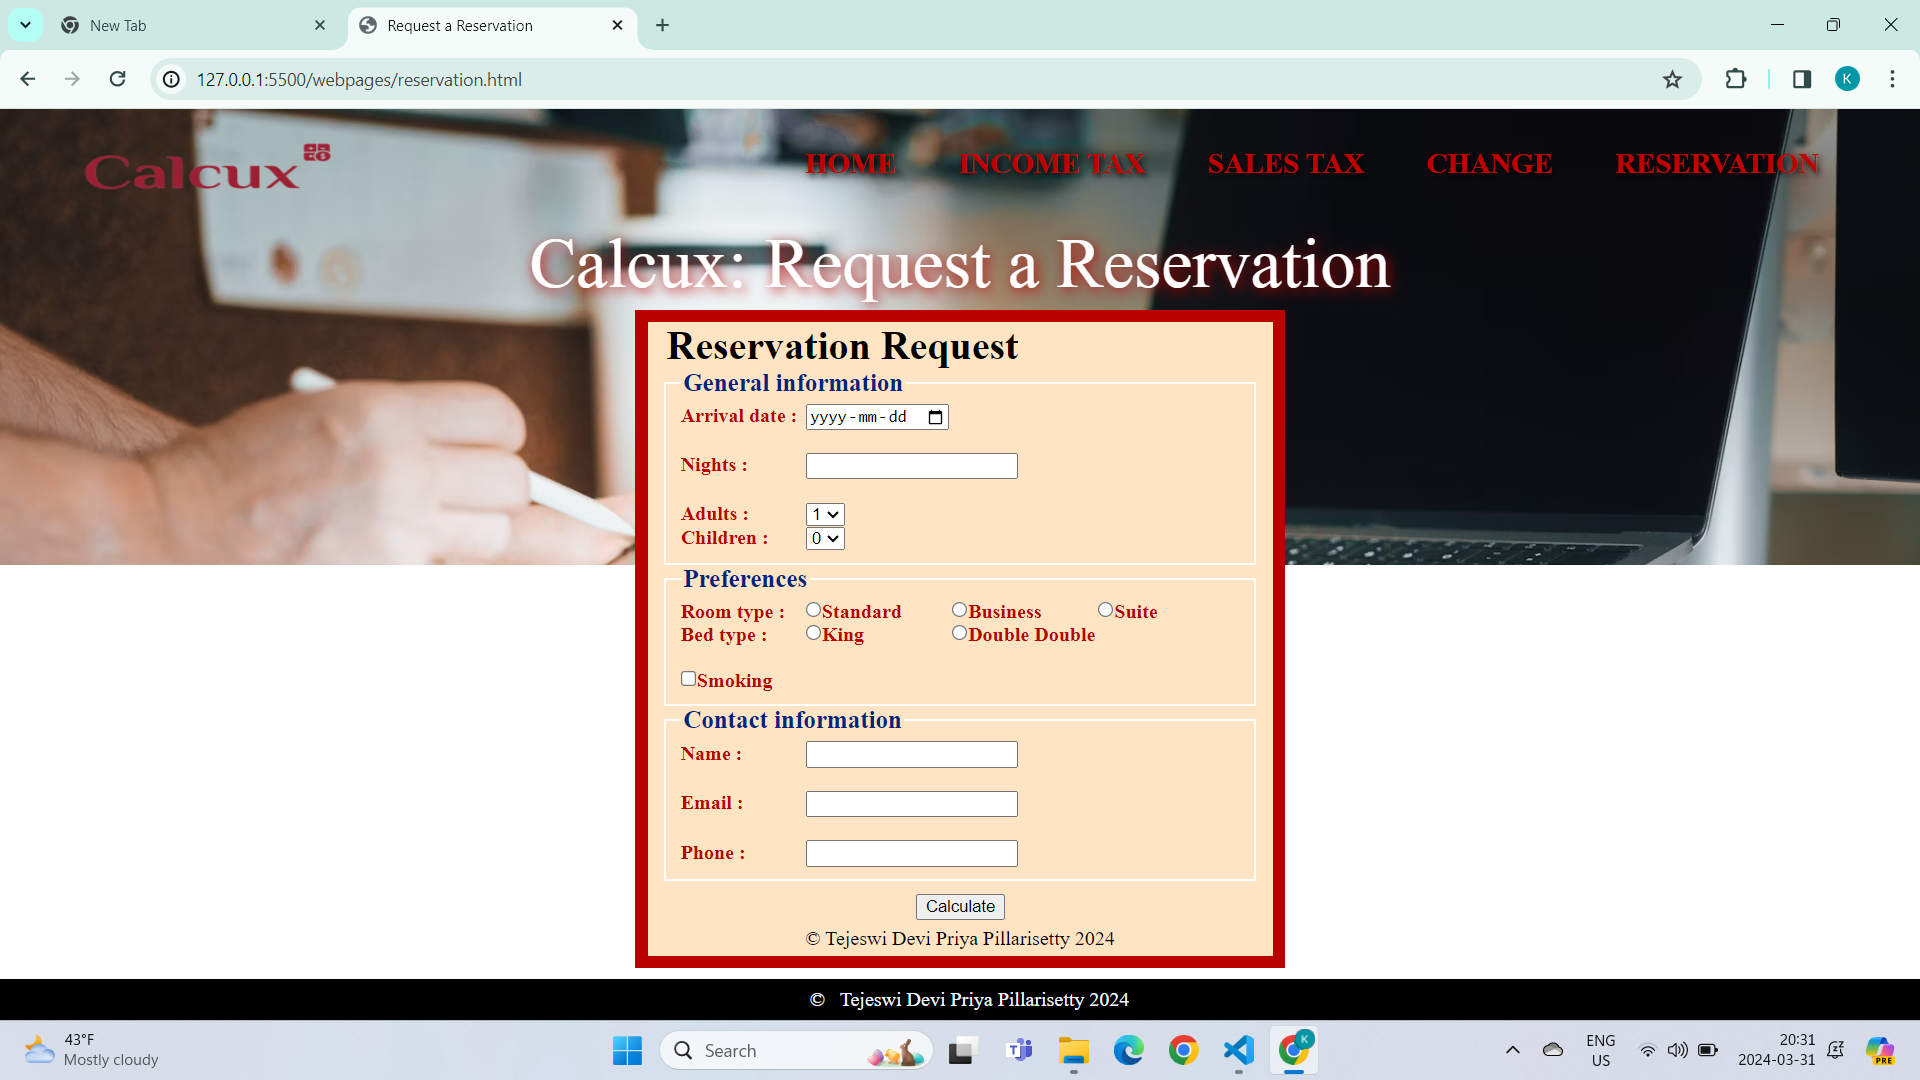 New Tab
Request a Reservation
127.0.0.1:5500/webpages/reservation.html
K
Calcux
HOME INCOME TAX SALES TAX CHANGE RESERVATION
Calcux: Request a Reservation
Reservation Request
General information
Arrival date : yyyy-mm-dd
Nights :
Adults : 1
Children : 0
Preferences
Room type : Standard Business Suite
Bed type : King Double Double
Smoking
Contact information
Name :
Email :
Phone :
Calculate
© Tejeswi Devi Priya Pillarisetty 2024
© Tejeswi Devi Priya Pillarisetty 2024
43°F
Mostly cloudy
Search
K
ENG
US
20:31
2024-03-31
PRE